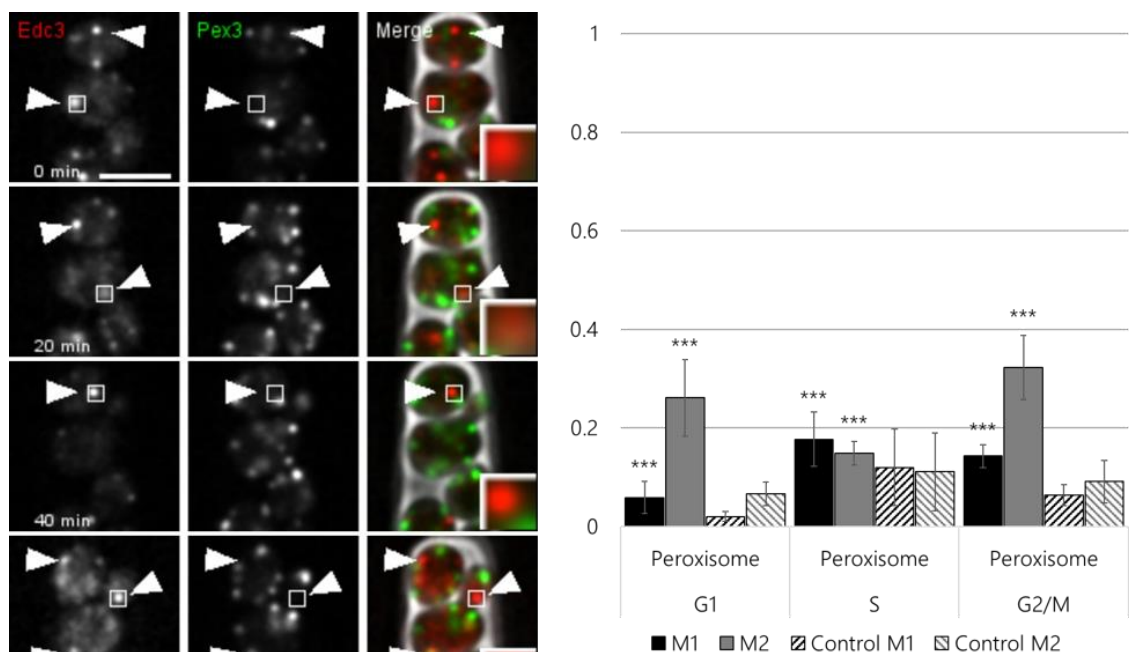 Edc3
Pex3
Merge
0 min
20 min
40 min
1
0.8
0.6
0.4
0.2
0
***
***
***
***
***
***
Peroxisome
Peroxisome
Peroxisome
G1
S
G2/M
M1
M2
Control M1
Control M2